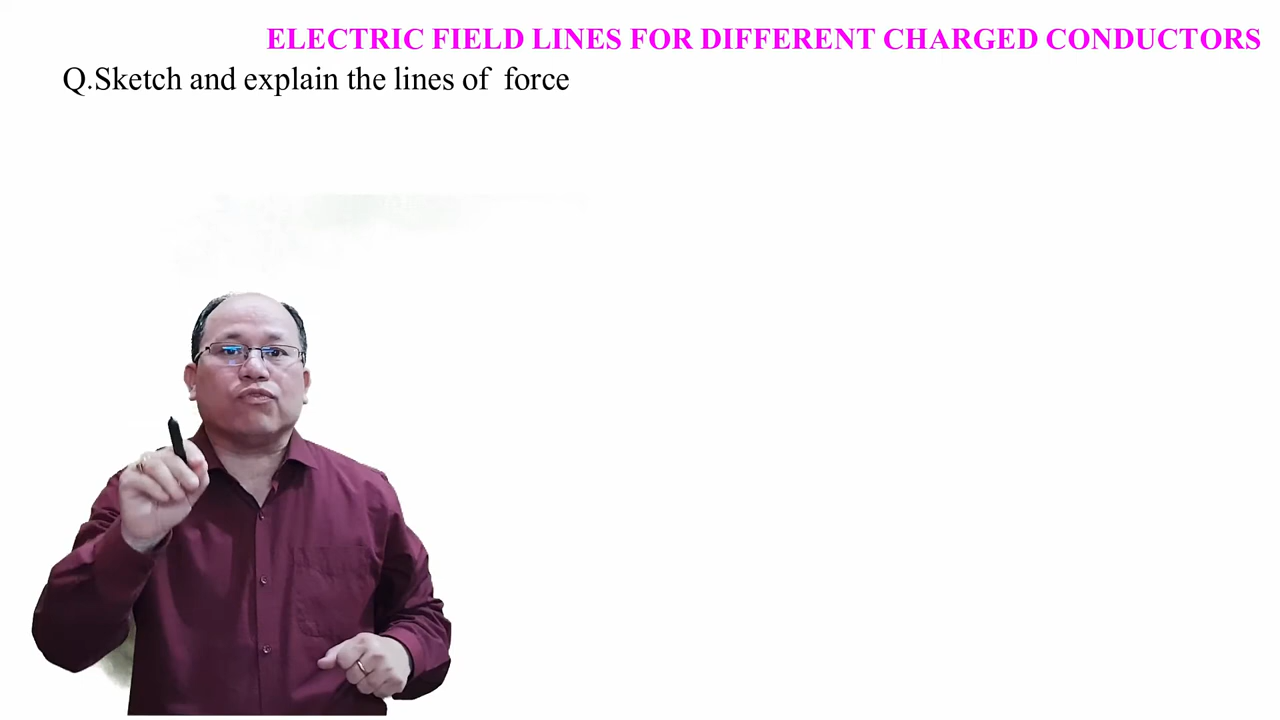 ELECTRIC FIELD LINES FOR DIFFERENT CHARGED CONDUCTORS
Q.Sketch and explain the lines of force